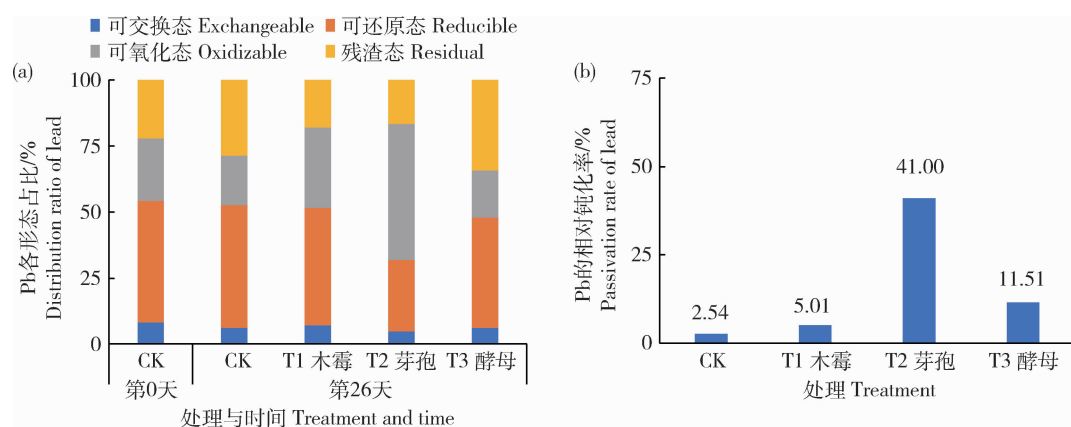 可交换态 Exchangeable 可还原态 Reducible
可氧化态 Oxidizable 残渣态 Residual
(a)
Pb各形态占比/%
Distribution ratio of lead
100
75
50
25
0
CK CK T1 木霉 T2 芽孢 T3 酵母
第0天 第26天
处理与时间 Treatment and time
(b)
Pb的相对钝化率/%
Passivation rate of lead
75
50
25
0
2.54
5.01
41.00
11.51
CK T1 木霉 T2 芽孢 T3 酵母
处理 Treatment